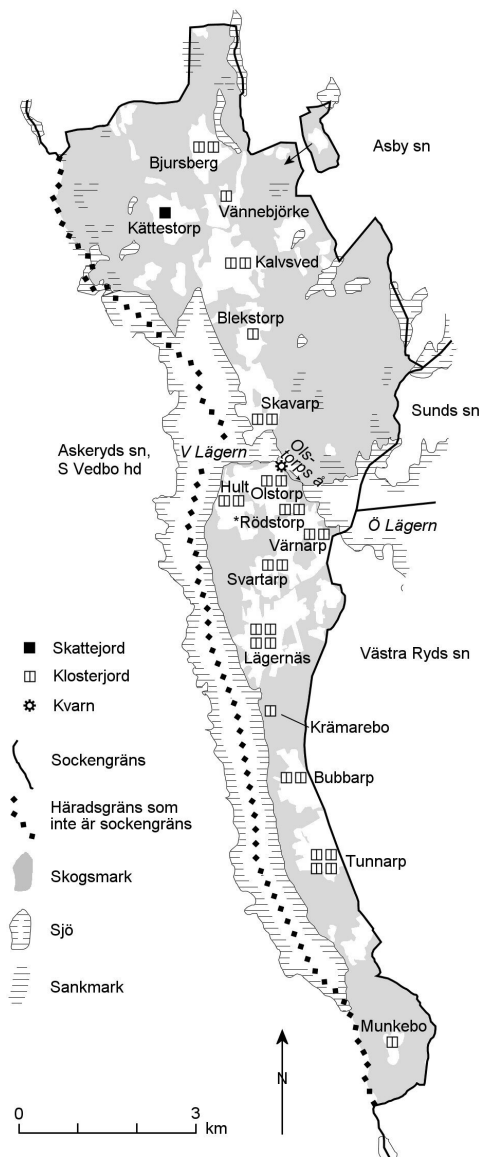 Asby sn
Bjursberg
Vännebjörke
Kättestorp
Kalvsved
Blekstorp
Skavarp
Sunds sn
Askeryds sn,
S Vedbo hd
V Lägern
Ols-
torps å
Hult
Olstorp
*Rödstorp
Ö Lägern
Värnarp
Svartarp
Lägernäs
Västra Ryds sn
Krämarebo
Bubbarp
Tunnarp
Munkebo
Skattejord
Klosterjord
Kvarn
Sockengräns
Häradsgräns som
inte är sockengräns
Skogsmark
Sjö
Sankmark
N
0 3
km